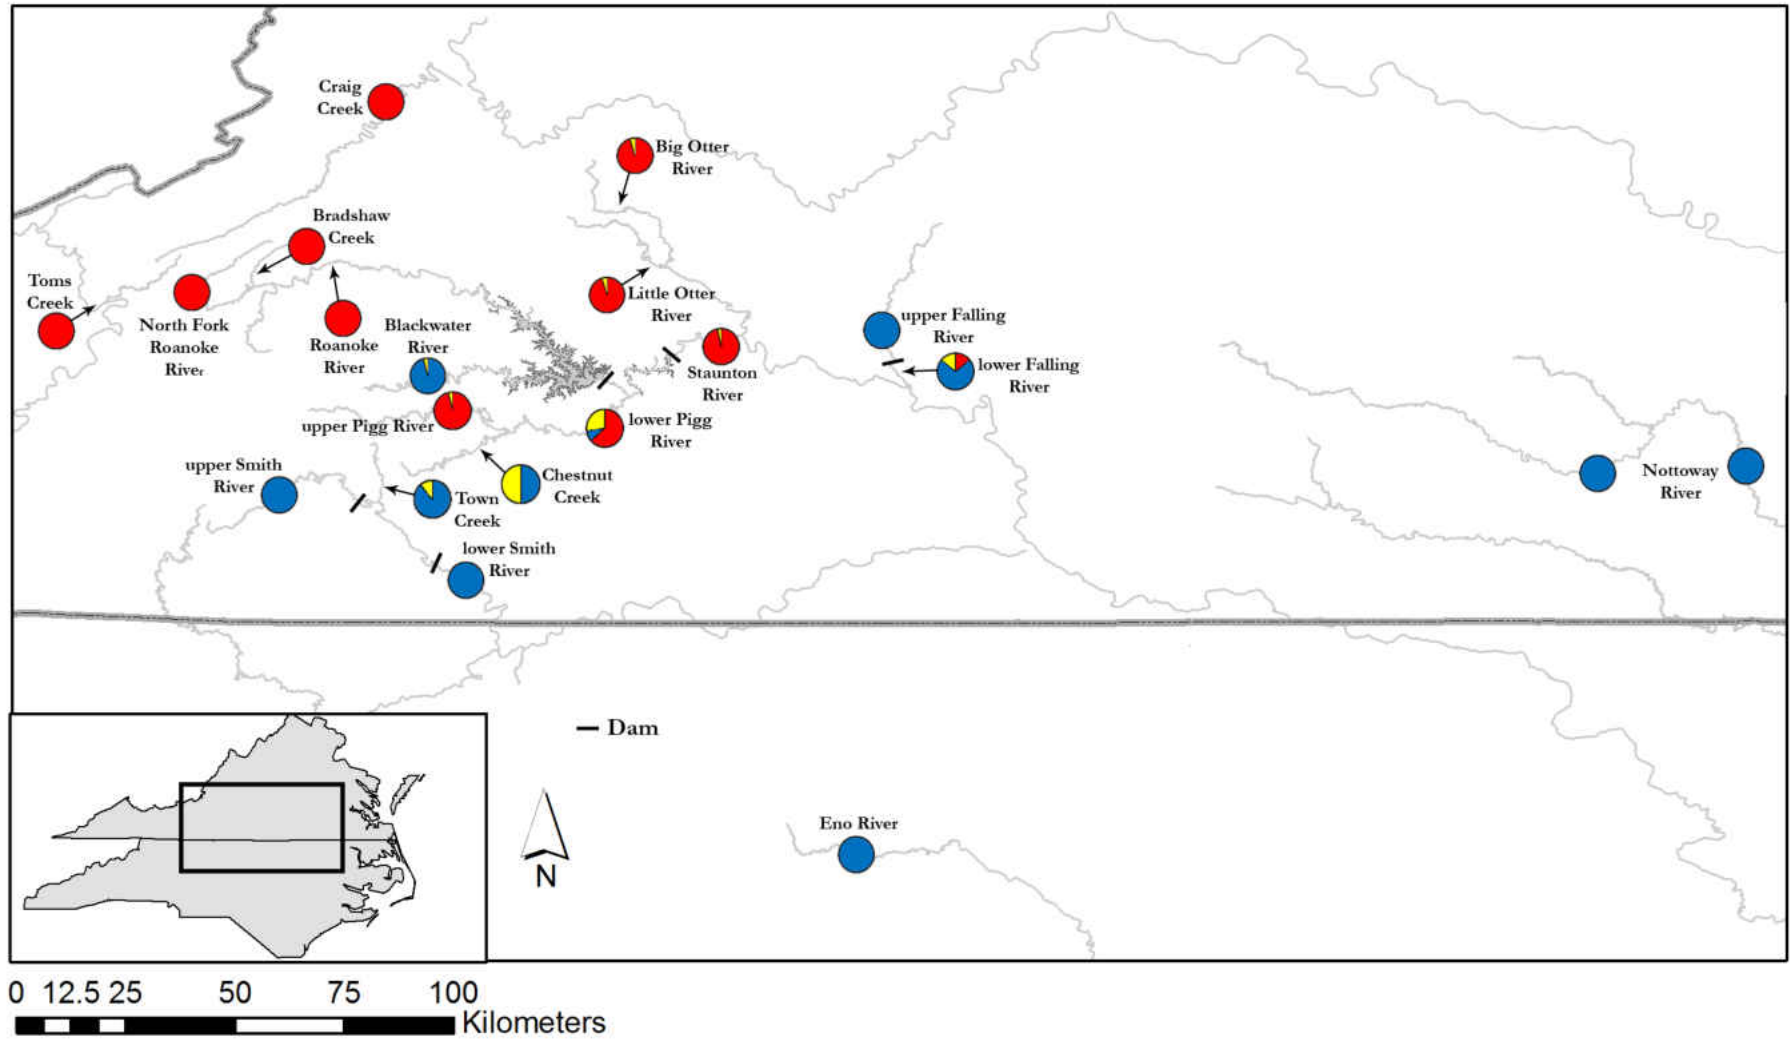 Craig
Creek
Big Otter
River
Bradshaw
Creek
Toms
Creek
North Fork
Roanoke
River
Roanoke
River
Blackwater
River
Little Otter
River
Staunton
River
upper Falling
River
lower Falling
River
upper Pigg River
lower Pigg
River
upper Smith
River
Chestnut
Creek
Town
Creek
Nottoway
River
lower Smith
River
Dam
N
Eno River
0 12.5 25 50 75 100
Kilometers